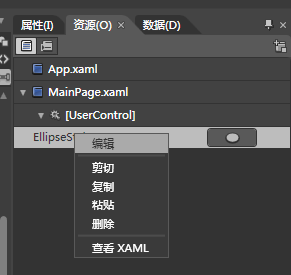 属性(I) 资源(O) 数据(D)
App.xaml
MainPage.xaml
[UserControl]
编辑
剪切
复制
粘贴
删除
查看 XAML